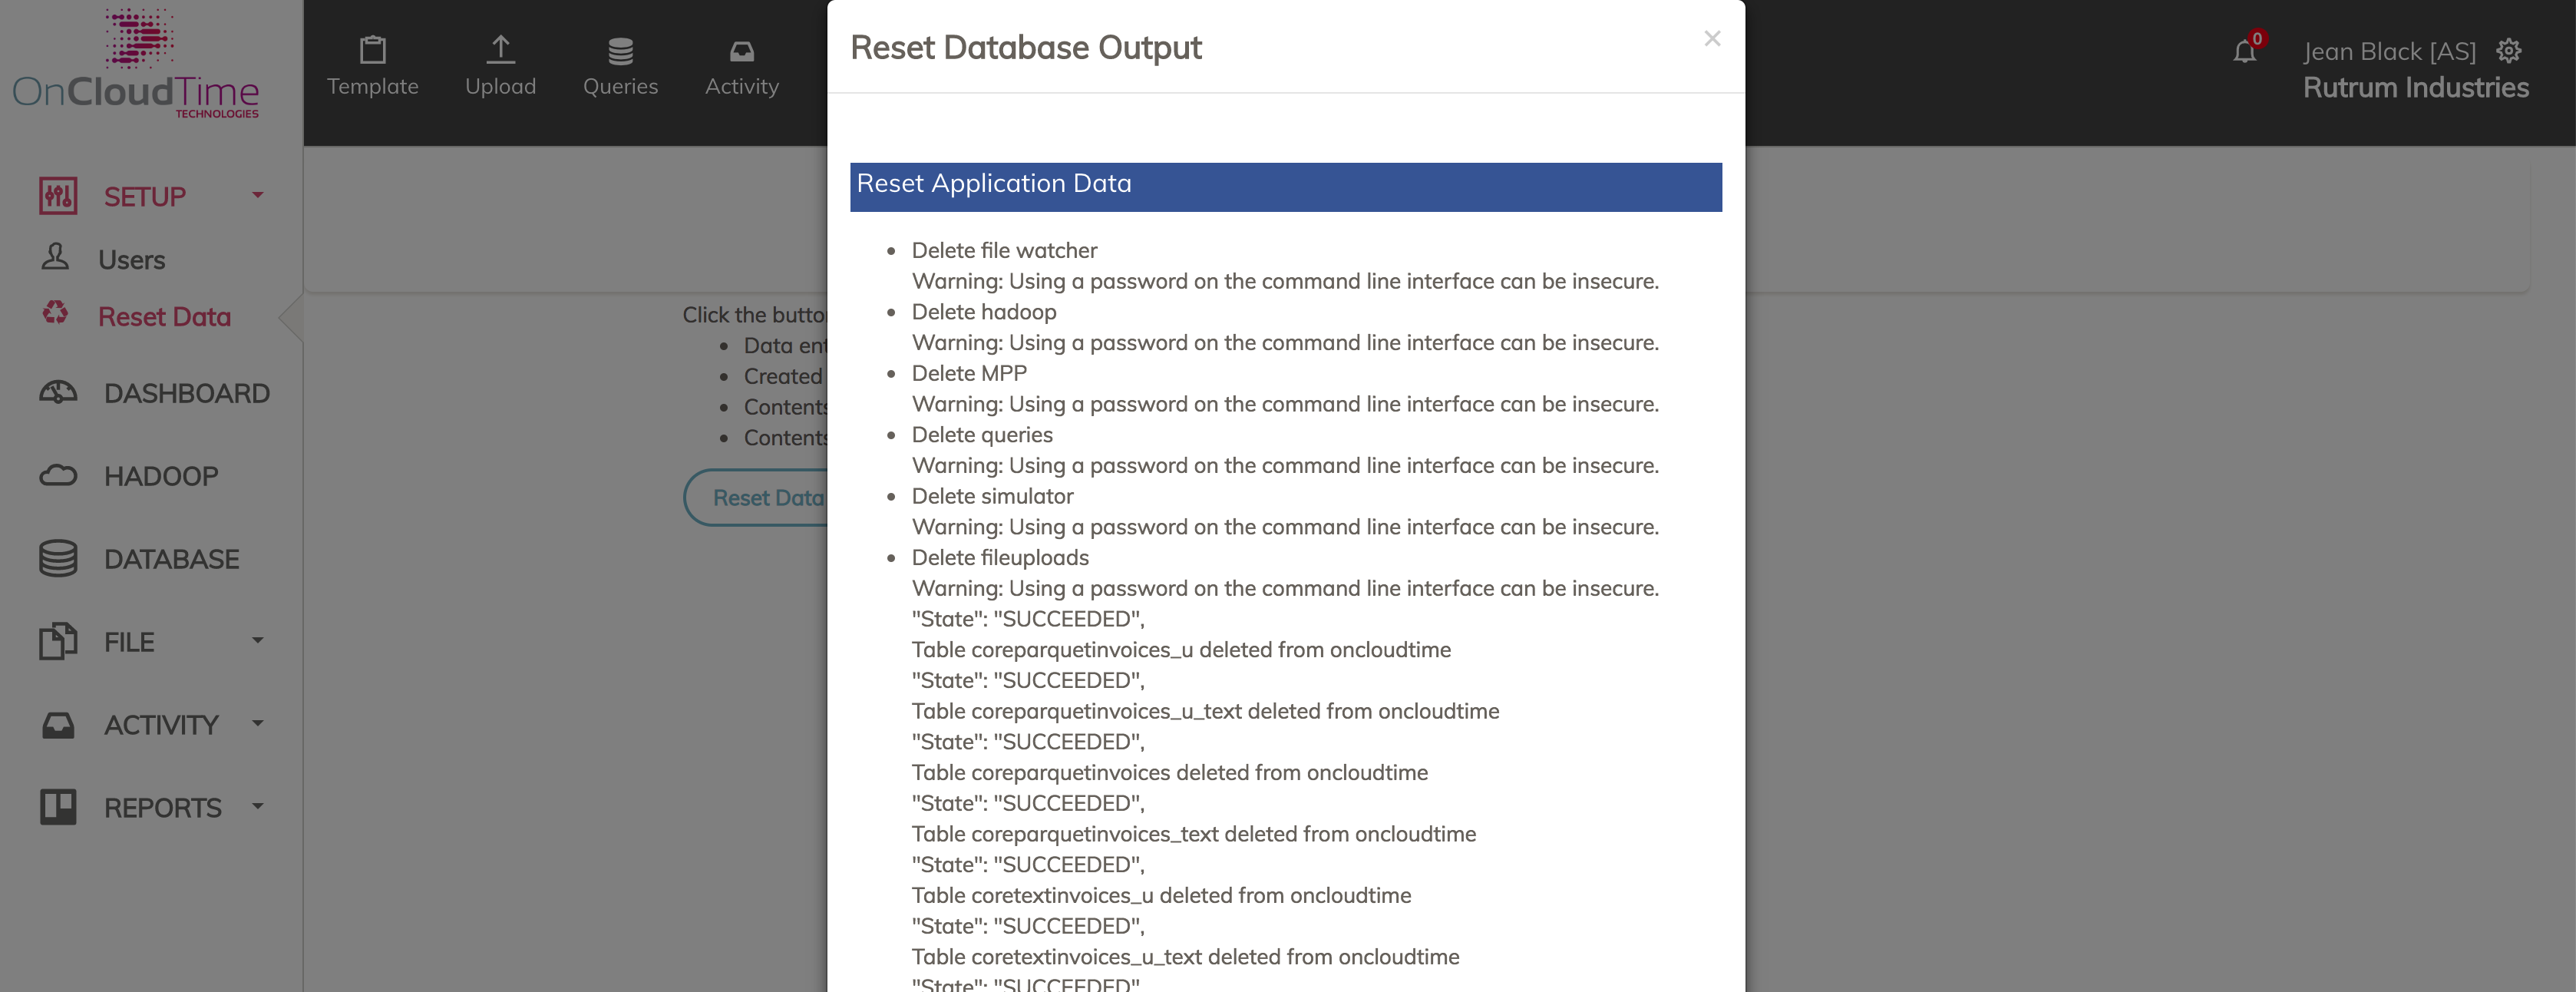 OnCloudTime
TECHNOLOGIES
Template
Upload
Queries
Activity
0
Jean Black [AS]
Rutrum Industries
SETUP
Users
Reset Data
DASHBOARD
HADOOP
DATABASE
FILE
ACTIVITY
REPORTS
Click the
Data
Created
Contents
Contents
Reset Data
Reset Database Output
×
Reset Application Data
• Delete file watcher
Warning: Using a password on the command line interface can be insecure.
• Delete hadoop
Warning: Using a password on the command line interface can be insecure.
• Delete MPP
Warning: Using a password on the command line interface can be insecure.
• Delete queries
Warning: Using a password on the command line interface can be insecure.
• Delete simulator
Warning: Using a password on the command line interface can be insecure.
• Delete fileuploads
Warning: Using a password on the command line interface can be insecure.
"State": "SUCCEEDED",
Table coreparquetinvoices_u deleted from oncloudtime
"State": "SUCCEEDED",
Table coreparquetinvoices_u_text deleted from oncloudtime
"State": "SUCCEEDED",
Table coreparquetinvoices deleted from oncloudtime
"State": "SUCCEEDED",
Table coreparquetinvoices_text deleted from oncloudtime
"State": "SUCCEEDED",
Table coretextinvoices_u deleted from oncloudtime
"State": "SUCCEEDED",
Table coretextinvoices_u_text deleted from oncloudtime
"State": "SUCCEEDED"